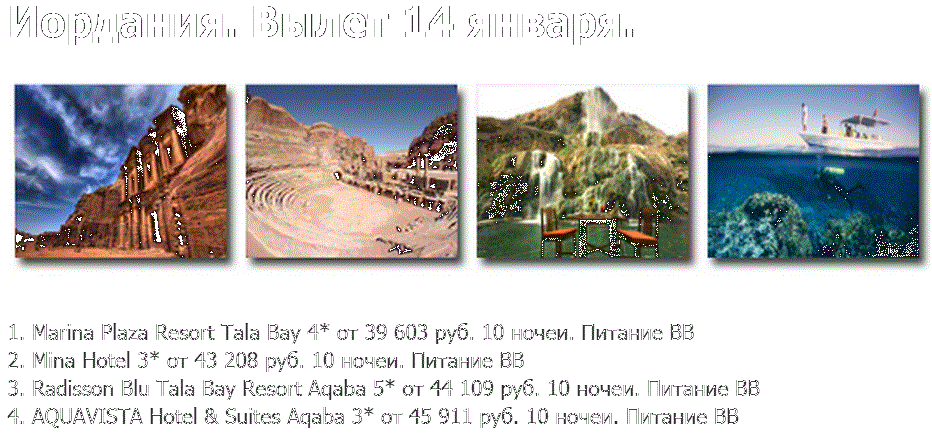 Иордания. Вылет 14 января.
1. Marina Plaza Resort Tala Bay 4* от 39 603 руб. 10 ночей. Питание BB
2. Mina Hotel 3* от 43 208 руб. 10 ночей. Питание BB
3. Radisson Blu Tala Bay Resort Aqaba 5* от 44 109 руб. 10 ночей. Питание BB
4. AQUAVISTA Hotel & Suites Aqaba 3* от 45 911 руб. 10 ночей. Питание BB